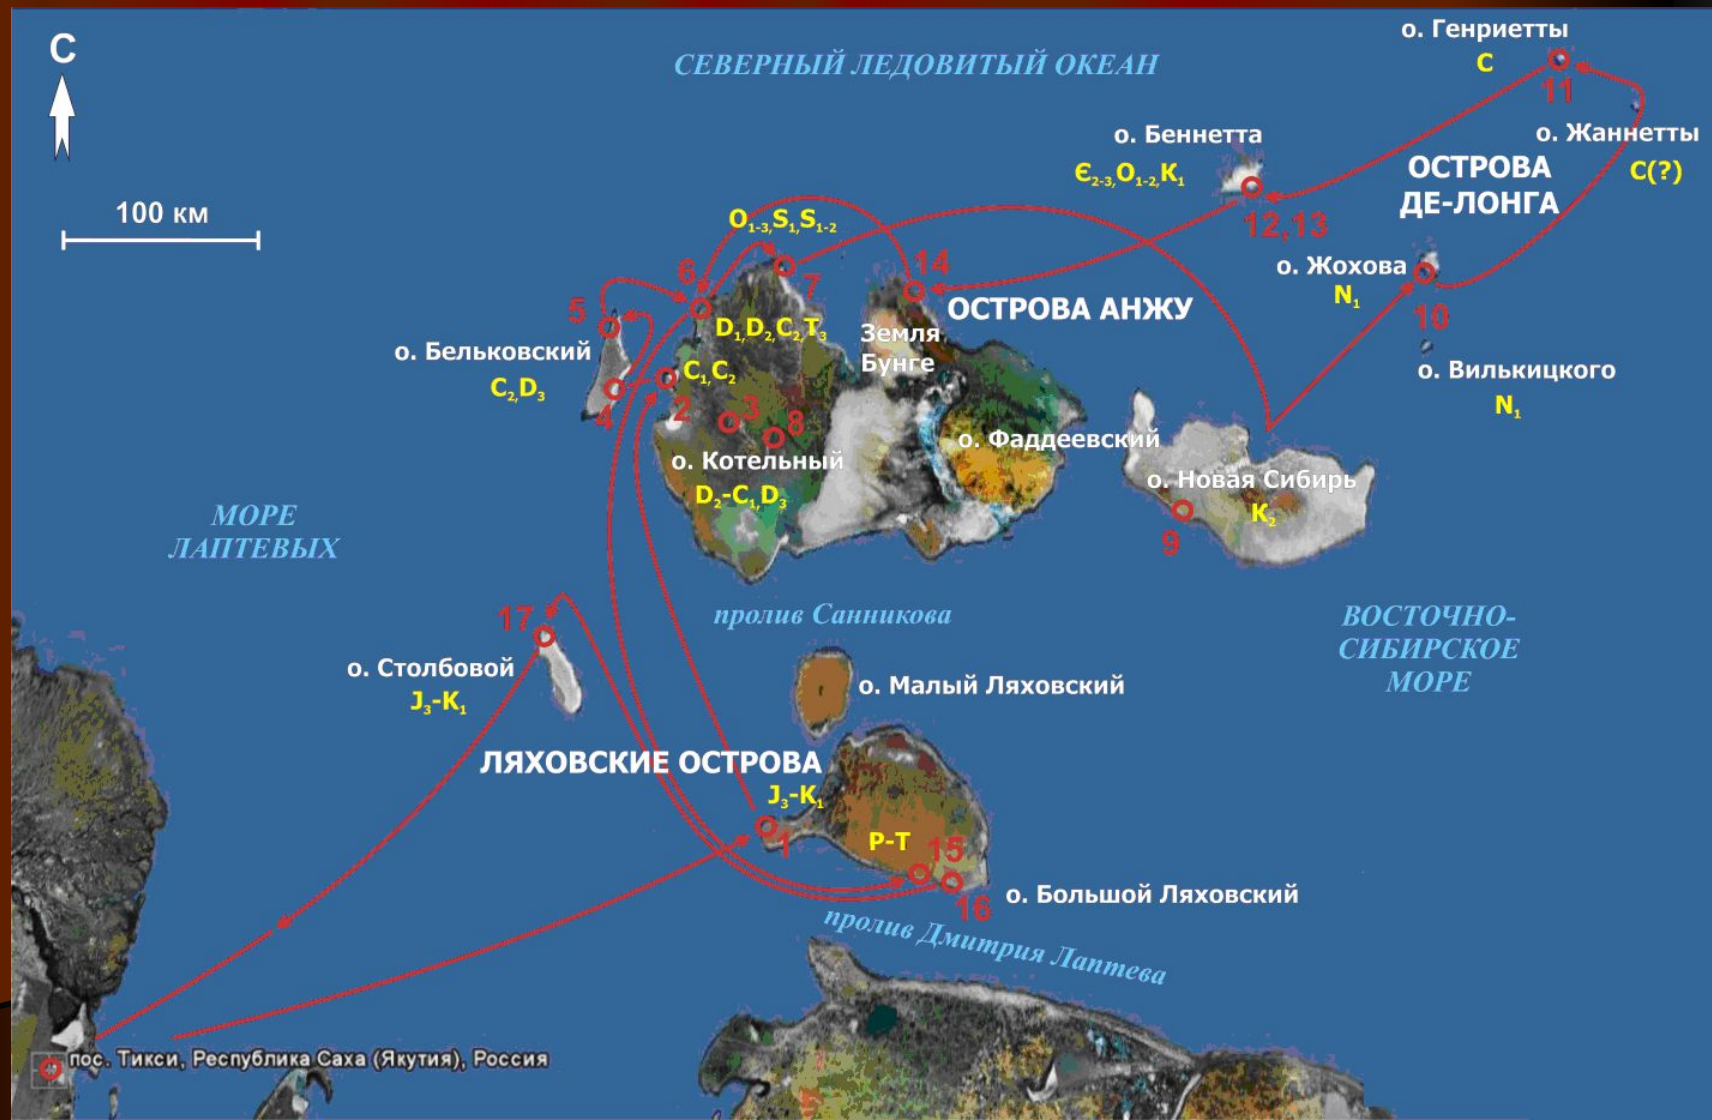 С
СЕВЕРНЫЙ ЛЕДОВИТЫЙ ОКЕАН
о. Генриетты
С
11
о. Жаннетты
С(?)
о. Беннетта
Є₂₋₃,O₁₋₂,K₁
12,13
ОСТРОВА
ДЕ-ЛОНГА
100 км
O₁₋₃,S₁,S₁₋₂
6
7
14
о. Жохова
N₁
10
ОСТРОВА АНЖУ
5
D₁,D₂,C₂,T₃
Земля
Бунге
о. Бельковский
C₂,D₃
4
C₁,C₂
2
3
8
о. Вилькицкого
N₁
о. Котельный
D₂-C₁,D₃
о. Фаддеевский
о. Новая Сибирь
K₂
9
МОРЕ
ЛАПТЕВЫХ
пролив Санникова
ВОСТОЧНО-
СИБИРСКОЕ
МОРЕ
17
о. Столбовой
J₃-K₁
о. Малый Ляховский
ЛЯХОВСКИЕ ОСТРОВА
J₃-K₁
1
P-T
15
16
о. Большой Ляховский
пролив Дмитрия Лаптева
пос. Тикси, Республика Саха (Якутия), Россия